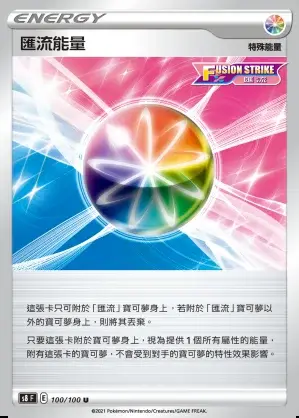 ENERGY
匯流能量
特殊能量
FUSION STRIKE
匯流
這張卡只可附於「匯流」寶可夢身上,若附於「匯流」寶可夢以
外的寶可夢身上,則將其丟棄。
只要這張卡附於寶可夢身上,視為提供1個所有屬性的能量,
附有這張卡的寶可夢,不會受到對手的寶可夢的特性效果影響。
s8 F E 100/100 U
©2021 Pokémon/Nintendo/Creatures/GAME FREAK.